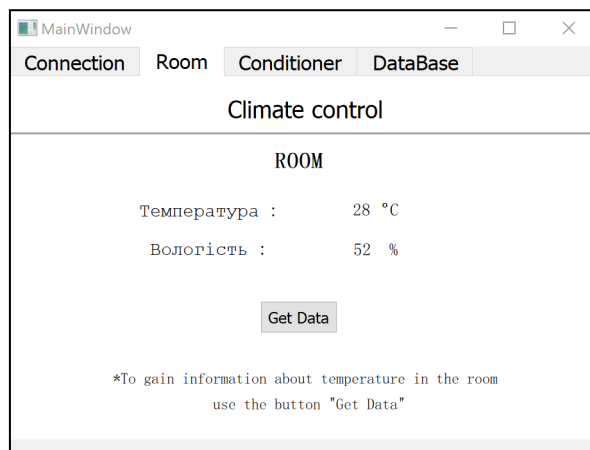 MainWindow
Connection Room Conditioner DataBase
Climate control
ROOM
Температура : 28 °C
Вологість : 52 %
Get Data
*To gain information about temperature in the room
use the button "Get Data"